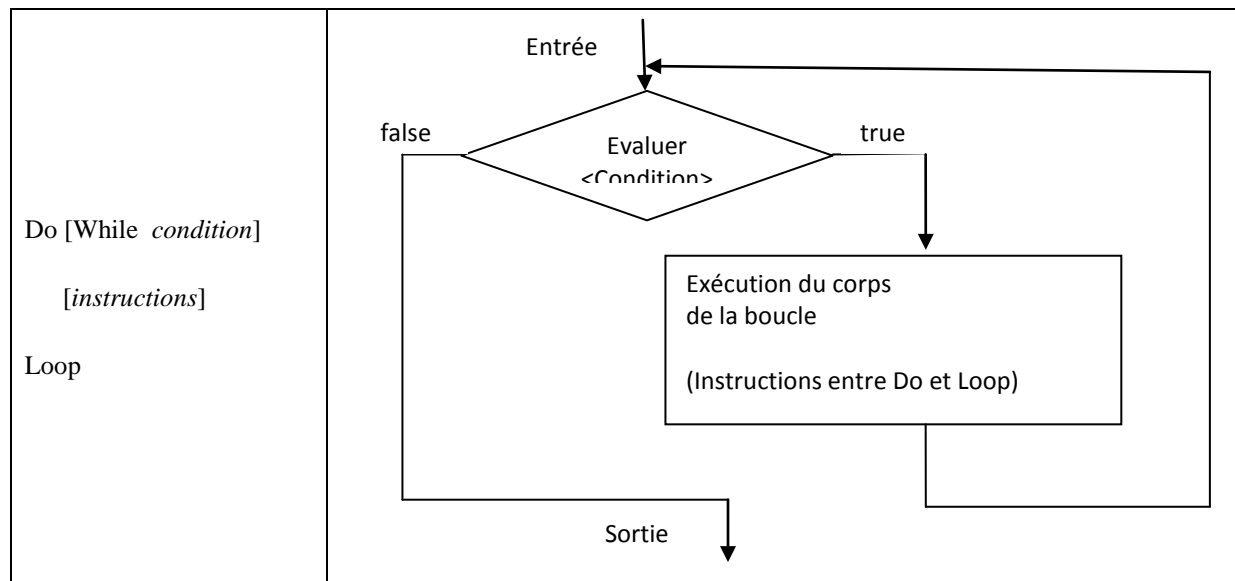 Do [While condition]
[instructions]
Loop
Entrée
false
true
Evaluer
<Condition>
Exécution du corps
de la boucle
(Instructions entre Do et Loop)
Sortie